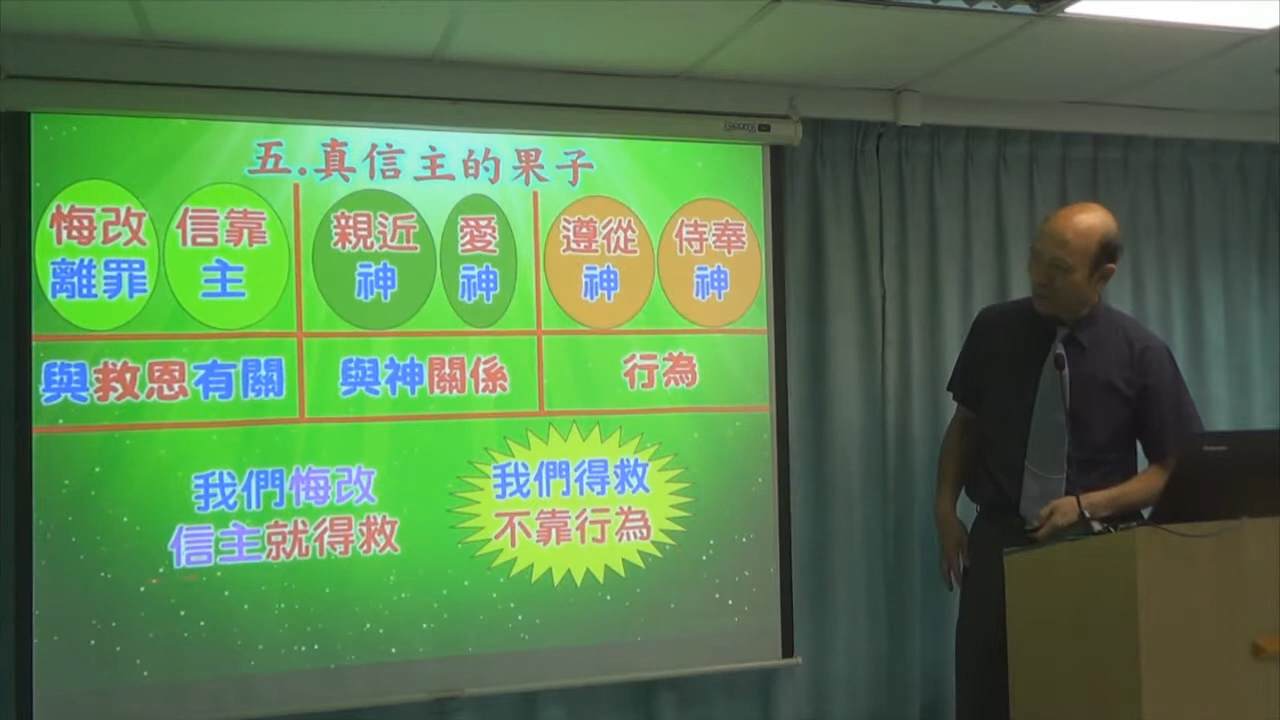 五.真信主的果子
悔改
離罪
信靠
主
親近
神
愛
神
遵從
神
侍奉
神
與救恩有關
與神關係
行為
我們悔改
信主就得救
我們得救
不靠行為